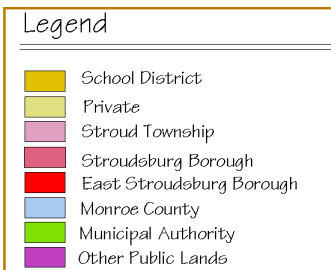 Legend
School District
Private
Stroud Township
Stroudsburg Borough
East Stroudsburg Borough
Monroe County
Municipal Authority
Other Public Lands